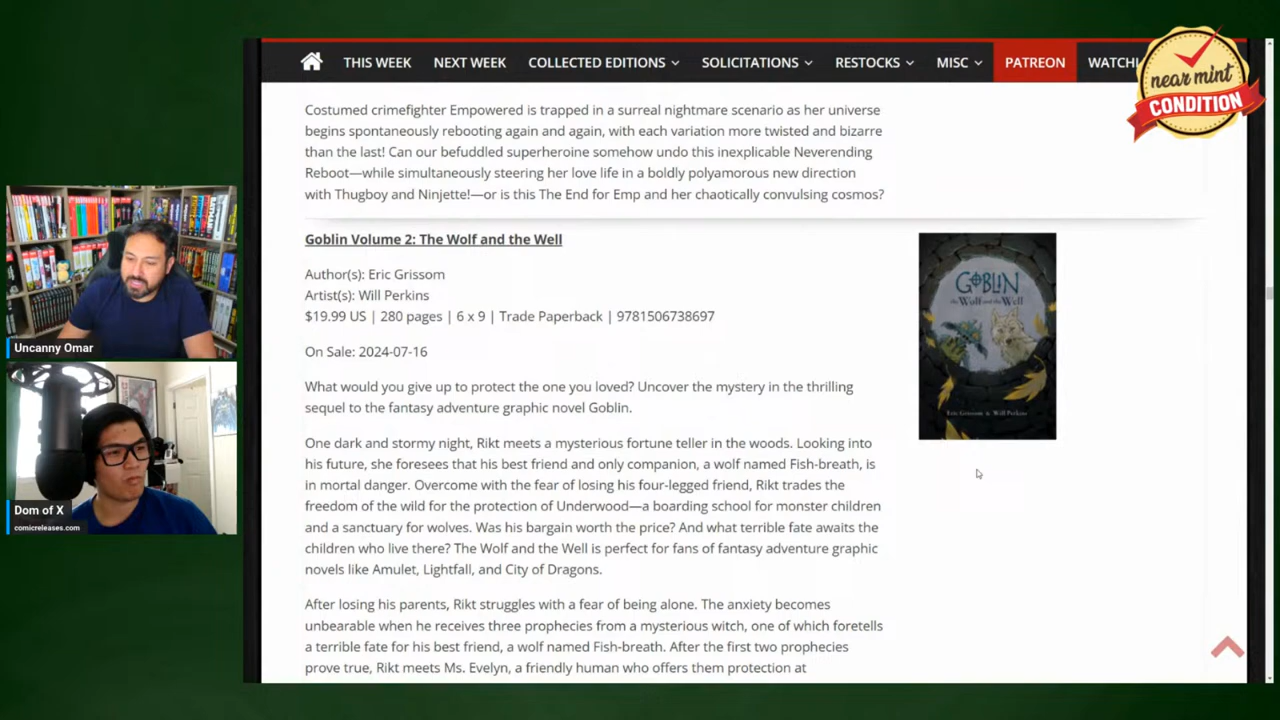 THIS WEEK NEXT WEEK COLLECTED EDITIONS SOLICITATIONS RESTOCKS MISC PATREON WATCHL
near mint
CONDITION
Costumed crimefighter Empowered is trapped in a surreal nightmare scenario as her universe
begins spontaneously rebooting again and again, with each variation more twisted and bizarre
than the last! Can our befuddled superheroine somehow undo this inexplicable Neverending
Reboot—while simultaneously steering her love life in a boldly polyamorous new direction
with Thugboy and Ninjette!—or is this The End for Emp and her chaotically convulsing cosmos?
Goblin Volume 2: The Wolf and the Well
Author(s): Eric Grissom
Artist(s): Will Perkins
$19.99 US | 280 pages | 6 x 9 | Trade Paperback | 9781506738697
On Sale: 2024-07-16
What would you give up to protect the one you loved? Uncover the mystery in the thrilling
sequel to the fantasy adventure graphic novel Goblin.
One dark and stormy night, Rikt meets a mysterious fortune teller in the woods. Looking into
his future, she foresees that his best friend and only companion, a wolf named Fish-breath, is
in mortal danger. Overcome with the fear of losing his four-legged friend, Rikt trades the
freedom of the wild for the protection of Underwood—a boarding school for monster children
and a sanctuary for wolves. Was his bargain worth the price? And what terrible fate awaits the
children who live there? The Wolf and the Well is perfect for fans of fantasy adventure graphic
novels like Amulet, Lightfall, and City of Dragons.
After losing his parents, Rikt struggles with a fear of being alone. The anxiety becomes
unbearable when he receives three prophecies from a mysterious witch, one of which foretells
a terrible fate for his best friend, a wolf named Fish-breath. After the first two prophecies
prove true, Rikt meets Ms. Evelyn, a friendly human who offers them protection at
GOBLIN
the Wolf and the Well
Eric Grissom & Will Perkins
Uncanny Omar
Dom of X
comicreleases.com